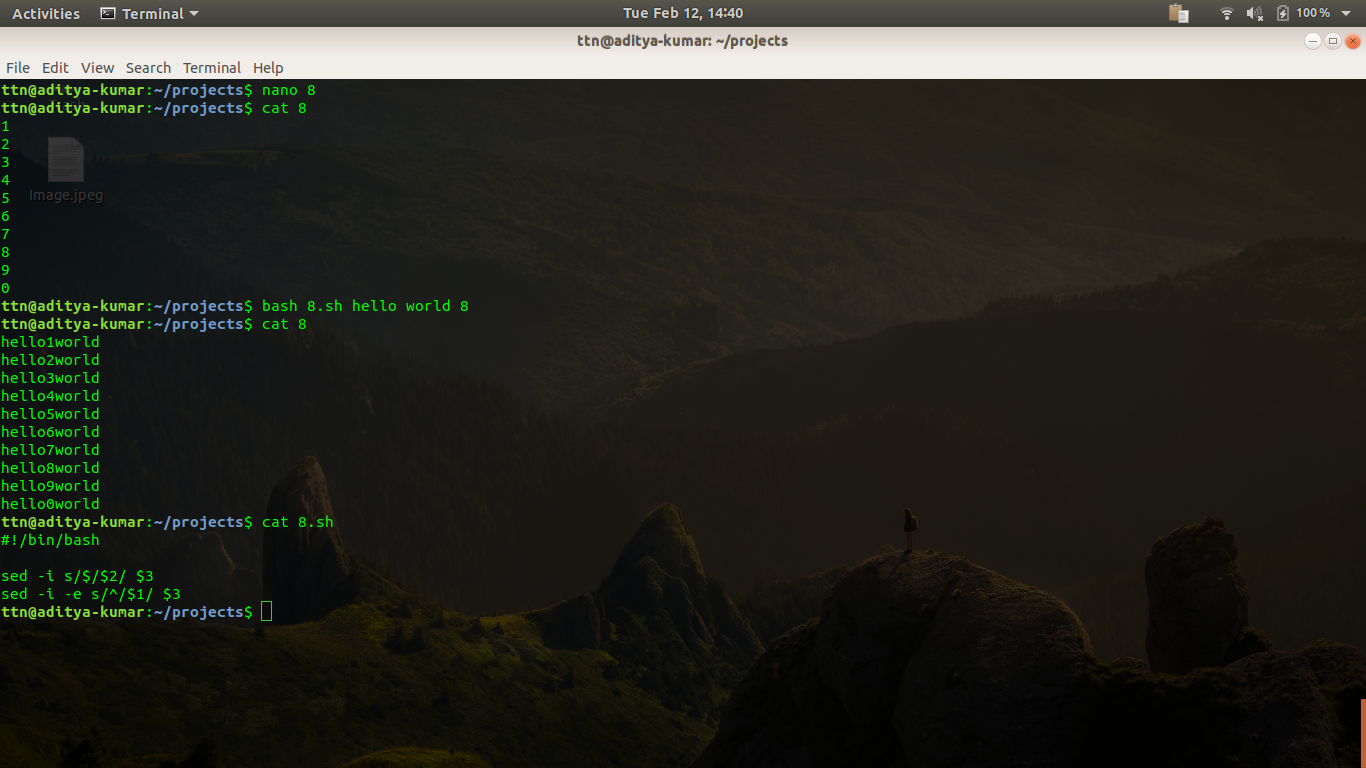 Activities Terminal Tue Feb 12, 14:40 100 %
ttn@aditya-kumar: ~/projects
File Edit View Search Terminal Help
ttn@aditya-kumar:~/projects$ nano 8
ttn@aditya-kumar:~/projects$ cat 8
1
2
3
4
Image.jpeg
5
6
7
8
9
0
ttn@aditya-kumar:~/projects$ bash 8.sh hello world 8
ttn@aditya-kumar:~/projects$ cat 8
hello1world
hello2world
hello3world
hello4world
hello5world
hello6world
hello7world
hello8world
hello9world
hello0world
ttn@aditya-kumar:~/projects$ cat 8.sh
#!/bin/bash
sed -i s/$/$2/ $3
sed -i -e s/^/$1/ $3
ttn@aditya-kumar:~/projects$